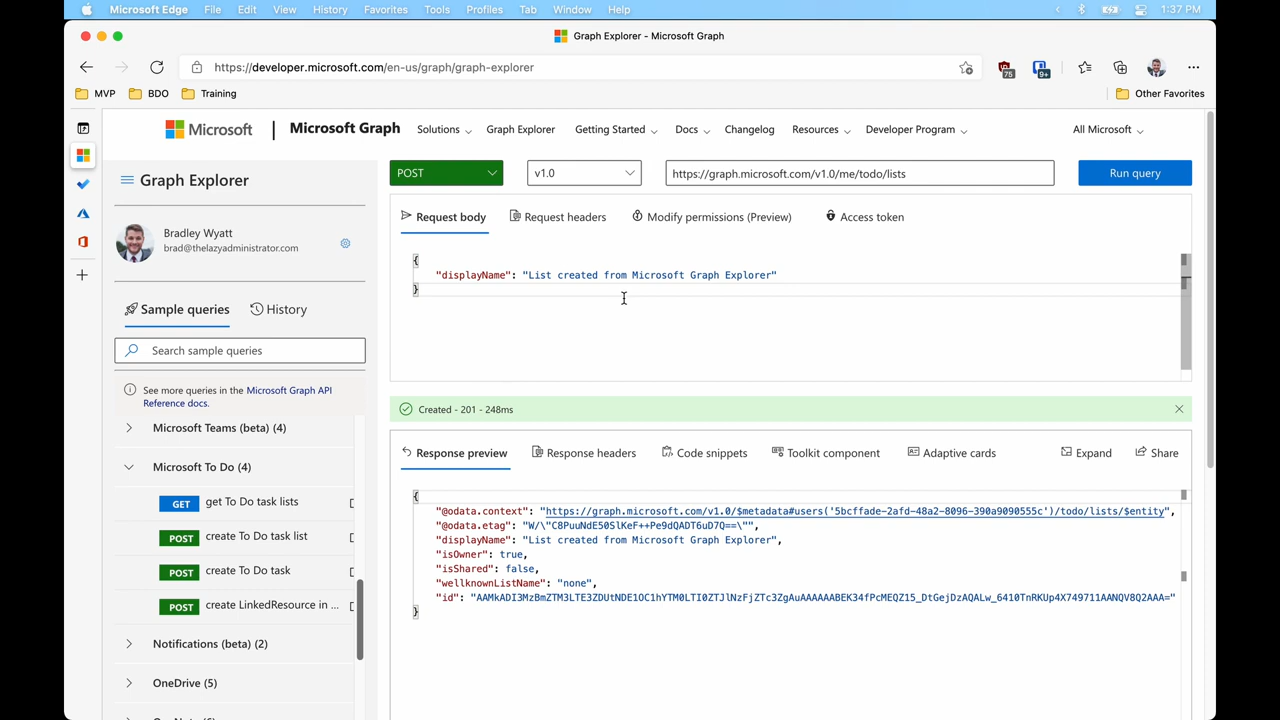 Microsoft Edge File Edit View History Favorites Tools Profiles Tab Window Help 1:37 PM
Graph Explorer - Microsoft Graph
https://developer.microsoft.com/en-us/graph/graph-explorer 75 9+
MVP BDO Training Other Favorites
Microsoft | Microsoft Graph Solutions Graph Explorer Getting Started Docs Changelog Resources Developer Program All Microsoft
Graph Explorer
Bradley Wyatt
brad@thelazyadministrator.com
Sample queries History
Search sample queries
See more queries in the Microsoft Graph API
Reference docs.
Microsoft Teams (beta) (4)
Microsoft To Do (4)
GET get To Do task lists
POST create To Do task list
POST create To Do task
POST create LinkedResource in ...
Notifications (beta) (2)
OneDrive (5)
POST v1.0 https://graph.microsoft.com/v1.0/me/todo/lists Run query
Request body Request headers Modify permissions (Preview) Access token
{
"displayName": "List created from Microsoft Graph Explorer"
}
Created - 201 - 248ms
Response preview Response headers Code snippets Toolkit component Adaptive cards Expand Share
{
"@odata.context": "https://graph.microsoft.com/v1.0/$metadata#users('5bcffade-2afd-48a2-8096-390a9090555c')/todo/lists/$entity",
"@odata.etag": "W/\"C8PuuNdE50SlKeF++Pe9dQADT6uD7Q==\"",
"displayName": "List created from Microsoft Graph Explorer",
"isOwner": true,
"isShared": false,
"wellknownListName": "none",
"id": "AAMkADI3MzBmZTM3LTE3ZDUtNDE1OC1hYTM0LTI0ZTJlNzFjZTc3ZgAuAAAAAABEK34fPcMEQZ15_DtGejDzAQALw_6410TnRKUp4X749711AANQV8Q2AAA="
}